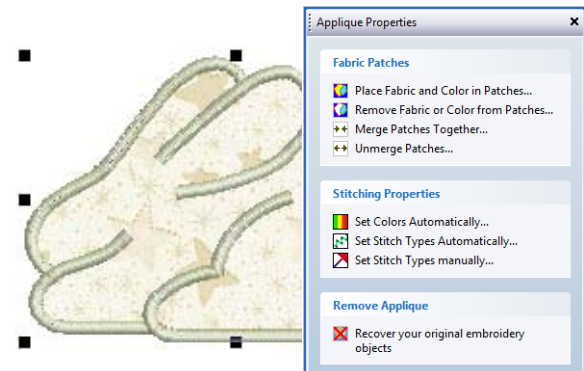 Applique Properties
Fabric Patches
Place Fabric and Color in Patches...
Remove Fabric or Color from Patches...
Merge Patches Together...
Unmerge Patches...
Stitching Properties
Set Colors Automatically...
Set Stitch Types Automatically...
Set Stitch Types manually...
Remove Applique
Recover your original embroidery
objects